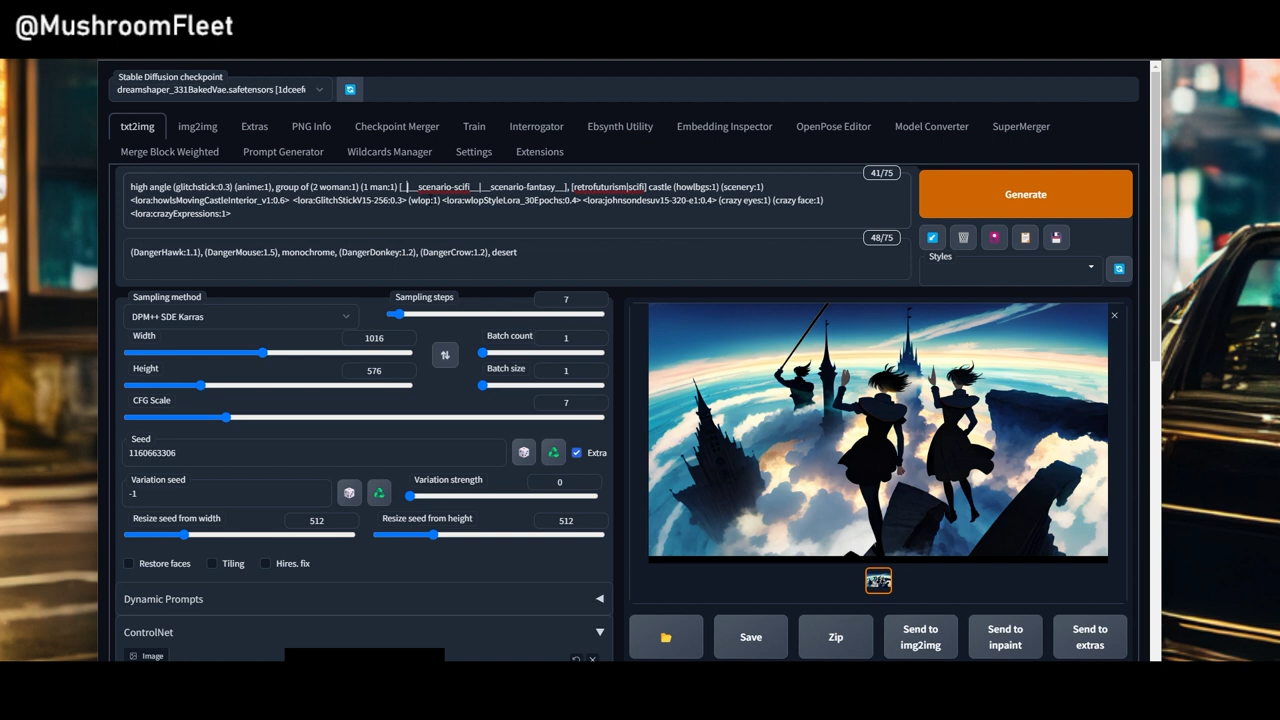 @MushroomFleet
Stable Diffusion checkpoint
dreamshaper_331BakedVae.safetensors [1dceef
txt2img img2img Extras PNG Info Checkpoint Merger Train Interrogator Ebsynth Utility Embedding Inspector OpenPose Editor Model Converter SuperMerger
Merge Block Weighted Prompt Generator Wildcards Manager Settings Extensions
41/75
high angle (glitchstick:0.3) (anime:1), group of (2 woman:1) (1 man:1) [_|__scenario-scifi__|__scenario-fantasy__], [retrofuturism|scifi] castle (howlbgs:1) (scenery:1)
<lora:howlsMovingCastleInterior_v1:0.6> <lora:GlitchStickV15-256:0.3> (wlop:1) <lora:wlopStyleLora_30Epochs:0.4> <lora:johnsondesuv15-320-e1:0.4> (crazy eyes:1) (crazy face:1)
<lora:crazyExpressions:1>
Generate
48/75
(DangerHawk:1.1), (DangerMouse:1.5), monochrome, (DangerDonkey:1.2), (DangerCrow:1.2), desert
Styles
Sampling method
DPM++ SDE Karras
Sampling steps 7
Width 1016
Height 576
Batch count 1
Batch size 1
CFG Scale 7
Seed
1160663306
Extra
Variation seed
-1
Variation strength 0
Resize seed from width 512
Resize seed from height 512
Restore faces Tiling Hires. fix
Dynamic Prompts
ControlNet
Image
Save
Zip
Send to img2img
Send to inpaint
Send to extras